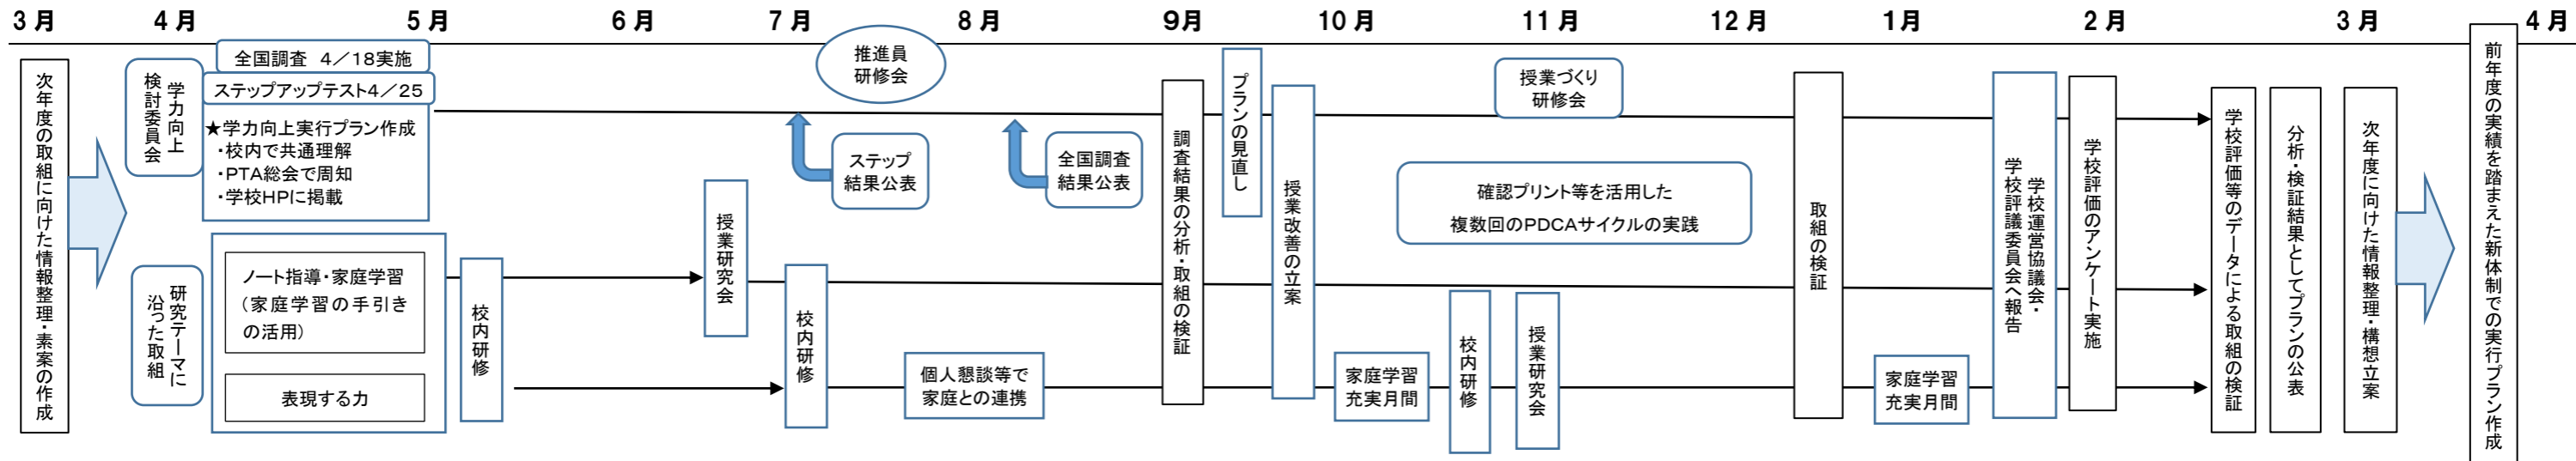 3月
4月
5月
6月
7月
8月
9月
10月
11月
12月
1月
2月
3月
4月
次年度の取組に向けた情報整理・素案の作成
学力向上
検討委員会
全国調査 4／18実施
ステップアップテスト4／25
★学力向上実行プラン作成
・校内で共通理解
・PTA総会で周知
・学校HPに掲載
研究テーマに
沿った取組
ノート指導・家庭学習
（家庭学習の手引き
の活用）
表現する力
校内研修
授業研究会
推進員
研修会
ステップ
結果公表
校内研修
全国調査
結果公表
個人懇談等で
家庭との連携
調査結果の分析・取組の検証
プランの見直し
授業改善の立案
授業づくり
研修会
確認プリント等を活用した
複数回のPDCAサイクルの実践
家庭学習
充実月間
校内研修
授業研究会
取組の検証
家庭学習
充実月間
学校運営協議会・
学校評議委員会へ報告
学校評価のアンケート実施
学校評価等のデータによる取組の検証
分析・検証結果としてプランの公表
次年度に向けた情報整理・構想立案
前年度の実績を踏まえた新体制での実行プラン作成